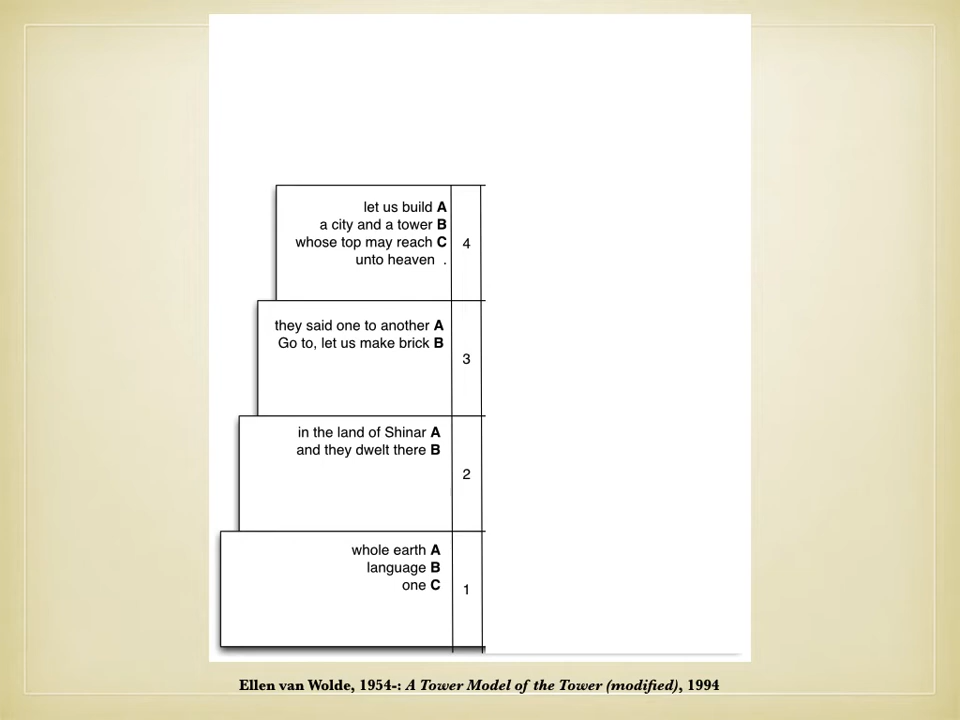 let us build A
a city and a tower B
whose top may reach C
unto heaven .
4
they said one to another A
Go to, let us make brick B
3
in the land of Shinar A
and they dwelt there B
2
whole earth A
language B
one C
1
Ellen van Wolde, 1954-: A Tower Model of the Tower (modified), 1994